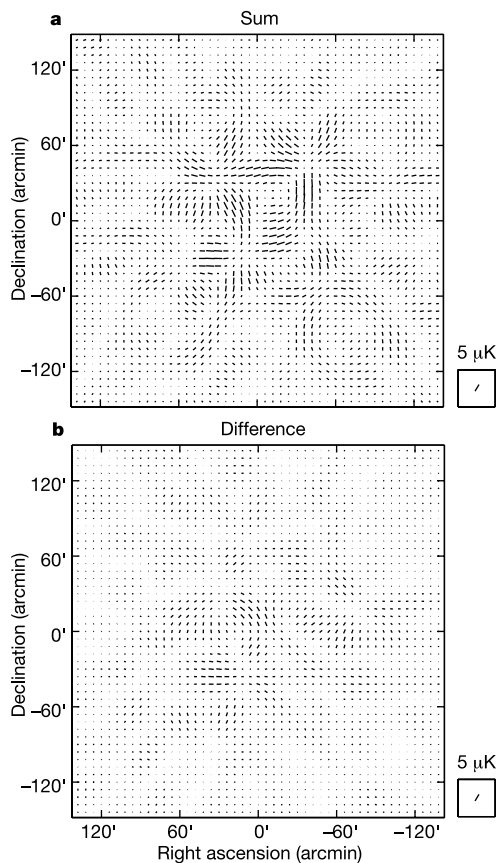 a Sum
120'
60'
0'
−60'
−120'
Declination (arcmin)
5 μK
b Difference
120'
60'
0'
−60'
−120'
Declination (arcmin)
5 μK
120' 60' 0' −60' −120'
Right ascension (arcmin)